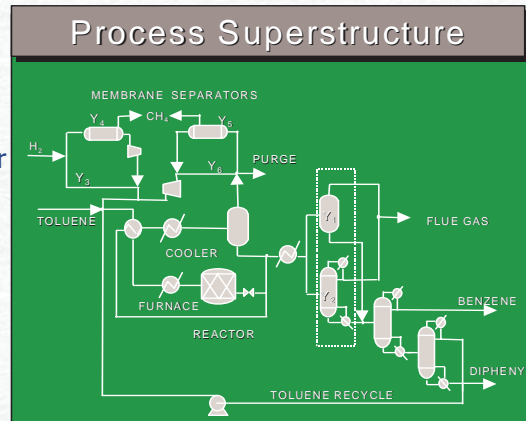 Process Superstructure
MEMBRANE SEPARATORS
Y4
CH4
Y5
H2
r
Y3
Y6
PURGE
TOLUENE
Y1
FLUE GAS
COOLER
FURNACE
Y2
BENZENE
REACTOR
DIPHENY
TOLUENE RECYCLE